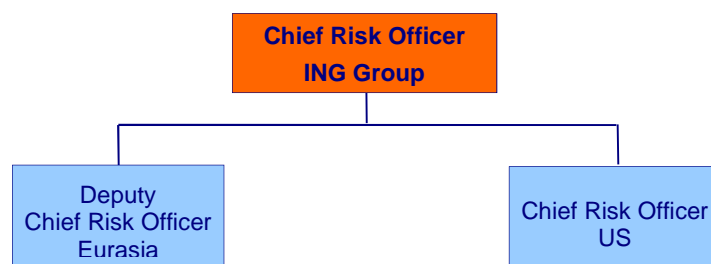 Chief Risk Officer
ING Group
Deputy
Chief Risk Officer
Eurasia
Chief Risk Officer
US